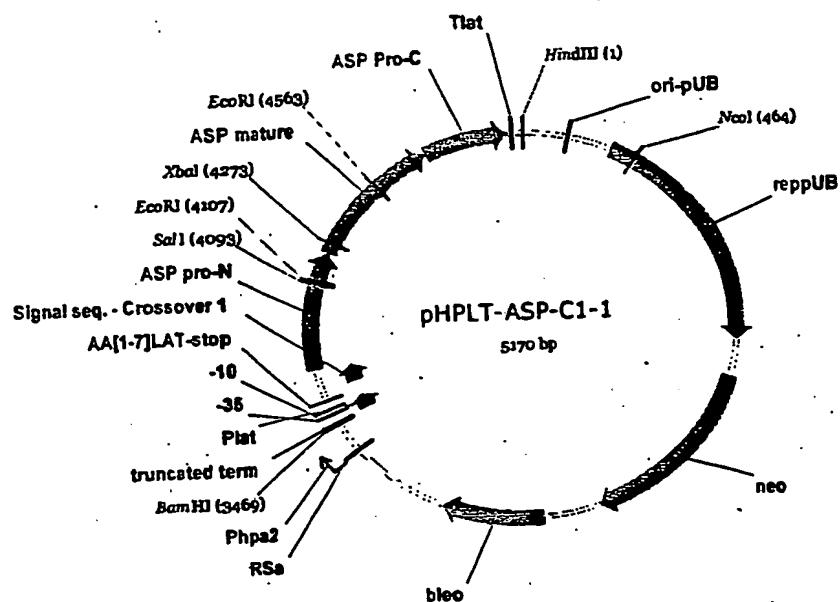 Tlat
HindIII (1)
ASP Pro-C
ori-pUB
EcoRI (4563)
NcoI (464)
ASP mature
XbaI (4273)
reppUB
EcoRI (4107)
SalI (4093)
ASP pro-N
Signal seq. - Crossover 1
pHPLT-ASP-C1-1
AA[1-7]LAT-stop
5170 bp
-10
-35
Plat
truncated term
neo
BamHI (3469)
Phpa2
RSa
bleo